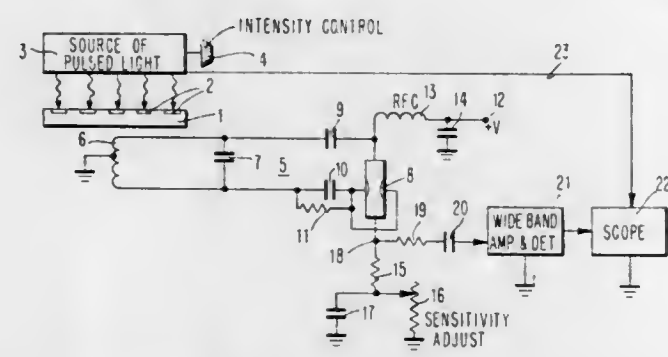 INTENSITY CONTROL
3
SOURCE OF
PULSED LIGHT
4
23
2
1
9
RFC
13
14
12
+V
6
7
5
10
8
11
19
20
21
22
WIDE BAND
AMP & DET
SCOPE
18
15
16
17
SENSITIVITY
ADJUST